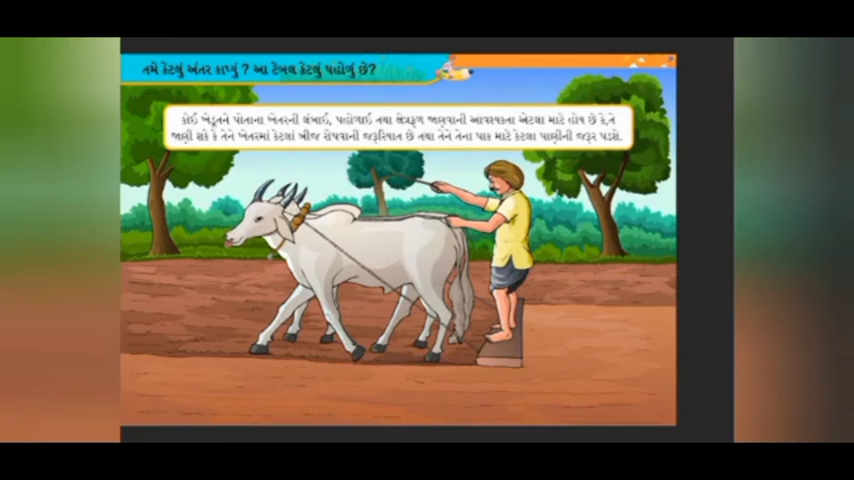 તમે કેટલું અંતર કાપ્યું ? આ ટેબલ કેટલું પહોળું છે?
કોઈ ખેડૂતને પોતાના ખેતરની લંબાઈ, પહોળાઈ તથા ક્ષેત્રફળ જાણવાની આવશ્યકતા એટલા માટે હોય છે કે,તે
જાણી શકે કે તેને ખેતરમાં કેટલાં બીજ રોપવાની જરૂરિયાત છે તથા તેને તેના પાક માટે કેટલા પાણીની જરૂર પડશે.